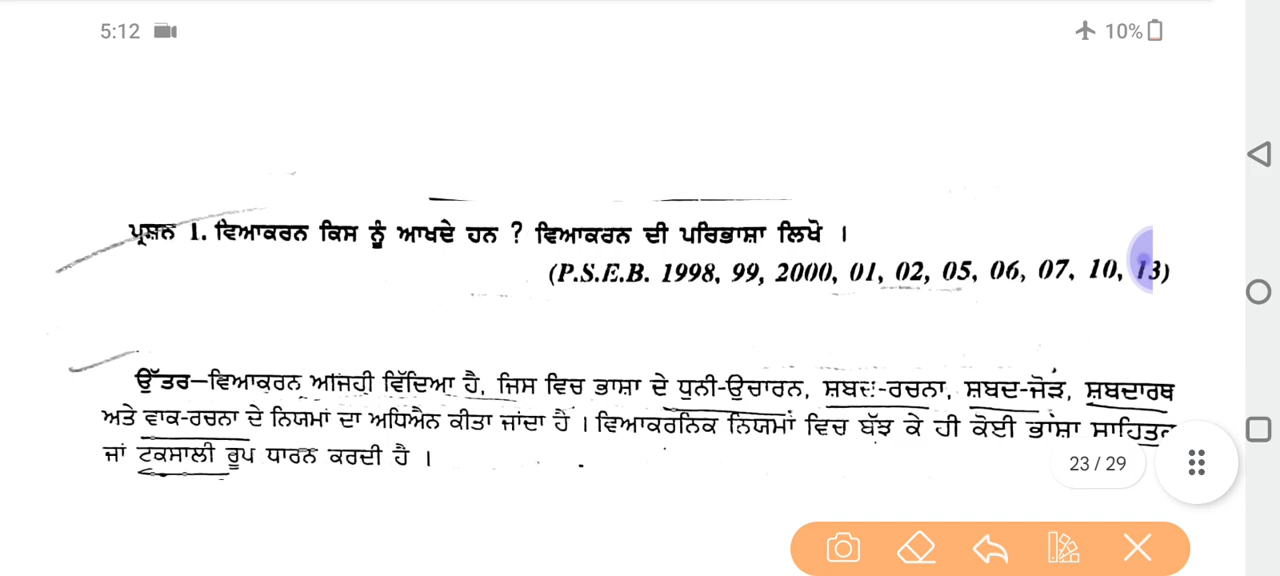 5:12
10%
ਪ੍ਰਸ਼ਨ 1. ਵਿਆਕਰਨ ਕਿਸ ਨੂੰ ਆਖਦੇ ਹਨ ? ਵਿਆਕਰਨ ਦੀ ਪਰਿਭਾਸ਼ਾ ਲਿਖੋ ।
(P.S.E.B. 1998, 99, 2000, 01, 02, 05, 06, 07, 10, 13)
ਉੱਤਰ—ਵਿਆਕਰਨ ਅਜਿਹੀ ਵਿੱਦਿਆ ਹੈ, ਜਿਸ ਵਿਚ ਭਾਸ਼ਾ ਦੇ ਧੁਨੀ-ਉਚਾਰਨ, ਸ਼ਬਦ-ਰਚਨਾ, ਸ਼ਬਦ-ਜੋੜ, ਸ਼ਬਦਾਰਥ
ਅਤੇ ਵਾਕ-ਰਚਨਾ ਦੇ ਨਿਯਮਾਂ ਦਾ ਅਧਿਐਨ ਕੀਤਾ ਜਾਂਦਾ ਹੈ । ਵਿਆਕਰਨਿਕ ਨਿਯਮਾਂ ਵਿਚ ਬੱਝ ਕੇ ਹੀ ਕੋਈ ਭਾਸ਼ਾ
ਜਾਂ ਟਕਸਾਲੀ ਰੂਪ ਧਾਰਨ ਕਰਦੀ ਹੈ ।
23 / 29